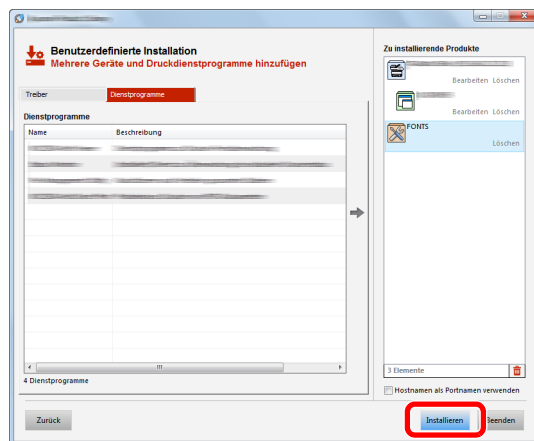 Benutzerdefinierte Installation
Mehrere Geräte und Druckdienstprogramme hinzufügen
Treiber
Dienstprogramme
Dienstprogramme
Name Beschreibung
4 Dienstprogramme
Zu installierende Produkte
Bearbeiten Löschen
Bearbeiten Löschen
FONTS
Löschen
3 Elemente
Hostnamen als Portnamen verwenden
Zurück
Installieren
Beenden